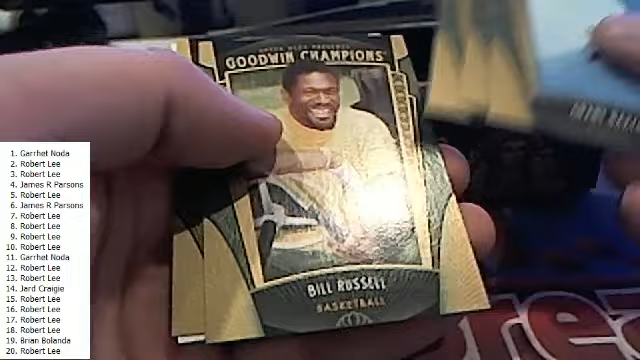 UPPER DECK PRESENTS
GOODWIN CHAMPIONS
BILL RUSSELL
BASKETBALL
1. Garrhet Noda
2. Robert Lee
3. Robert Lee
4. James R Parsons
5. Robert Lee
6. James R Parsons
7. Robert Lee
8. Robert Lee
9. Robert Lee
10. Robert Lee
11. Garrhet Noda
12. Robert Lee
13. Robert Lee
14. Jard Craigie
15. Robert Lee
16. Robert Lee
17. Robert Lee
18. Robert Lee
19. Brian Bolanda
20. Robert Lee